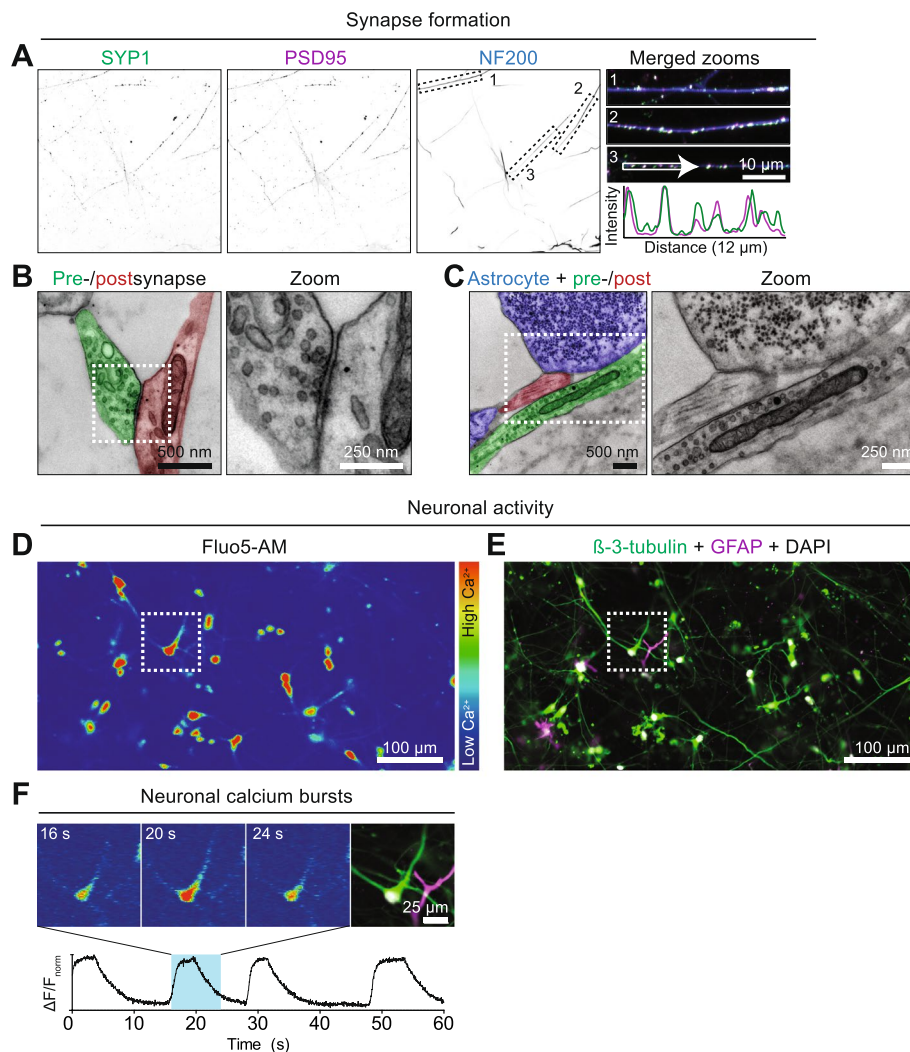 Synapse formation
A
SYP1
PSD95
NF200
Merged zooms
1
2
3
1
2
3
10 µm
Intensity
Distance (12 µm)
B
Pre-/postsynapse
Zoom
500 nm
250 nm
C
Astrocyte + pre-/post
Zoom
500 nm
250 nm
Neuronal activity
D
Fluo5-AM
100 µm
Low Ca²⁺ High Ca²⁺
E
ß-3-tubulin + GFAP + DAPI
100 µm
F
Neuronal calcium bursts
16 s
20 s
24 s
25 µm
ΔF/Fnorm
0 10 20 30 40 50 60
Time (s)